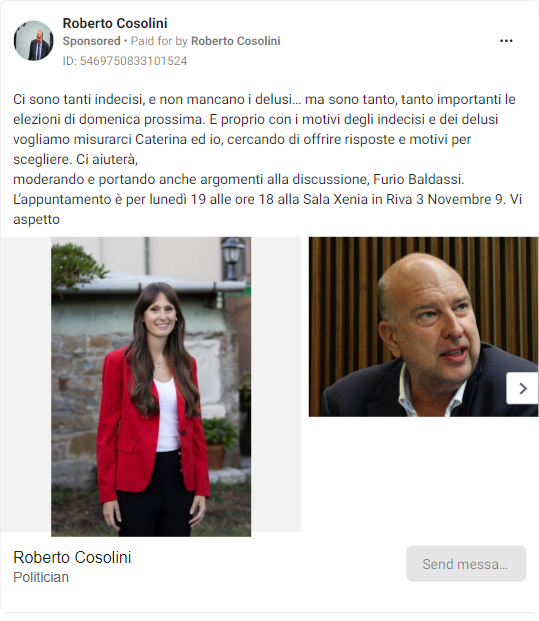 Roberto Cosolini
Sponsored • Paid for by Roberto Cosolini
ID: 5469750833101524
Ci sono tanti indecisi, e non mancano i delusi… ma sono tanto, tanto importanti le
elezioni di domenica prossima. E proprio con i motivi degli indecisi e dei delusi
vogliamo misurarci Caterina ed io, cercando di offrire risposte e motivi per
scegliere. Ci aiuterà,
moderando e portando anche argomenti alla discussione, Furio Baldassi.
L'appuntamento è per lunedì 19 alle ore 18 alla Sala Xenia in Riva 3 Novembre 9. Vi
aspetto
Roberto Cosolini
Politician
Send messa...